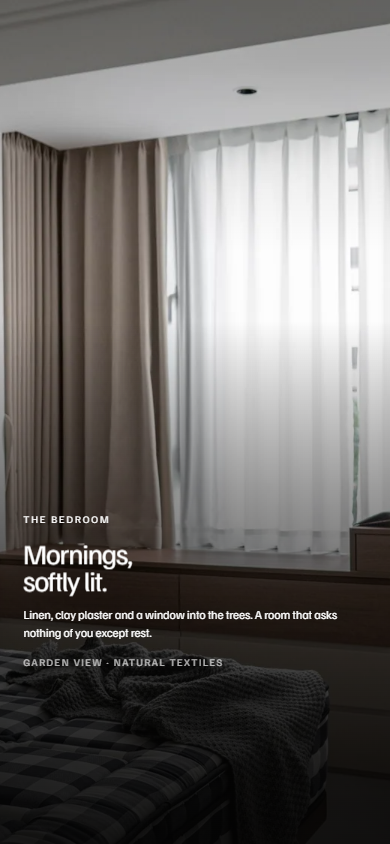 THE BEDROOM
Mornings,
softly lit.
Linen, clay plaster and a window into the trees. A room that asks
nothing of you except rest.
GARDEN VIEW · NATURAL TEXTILES